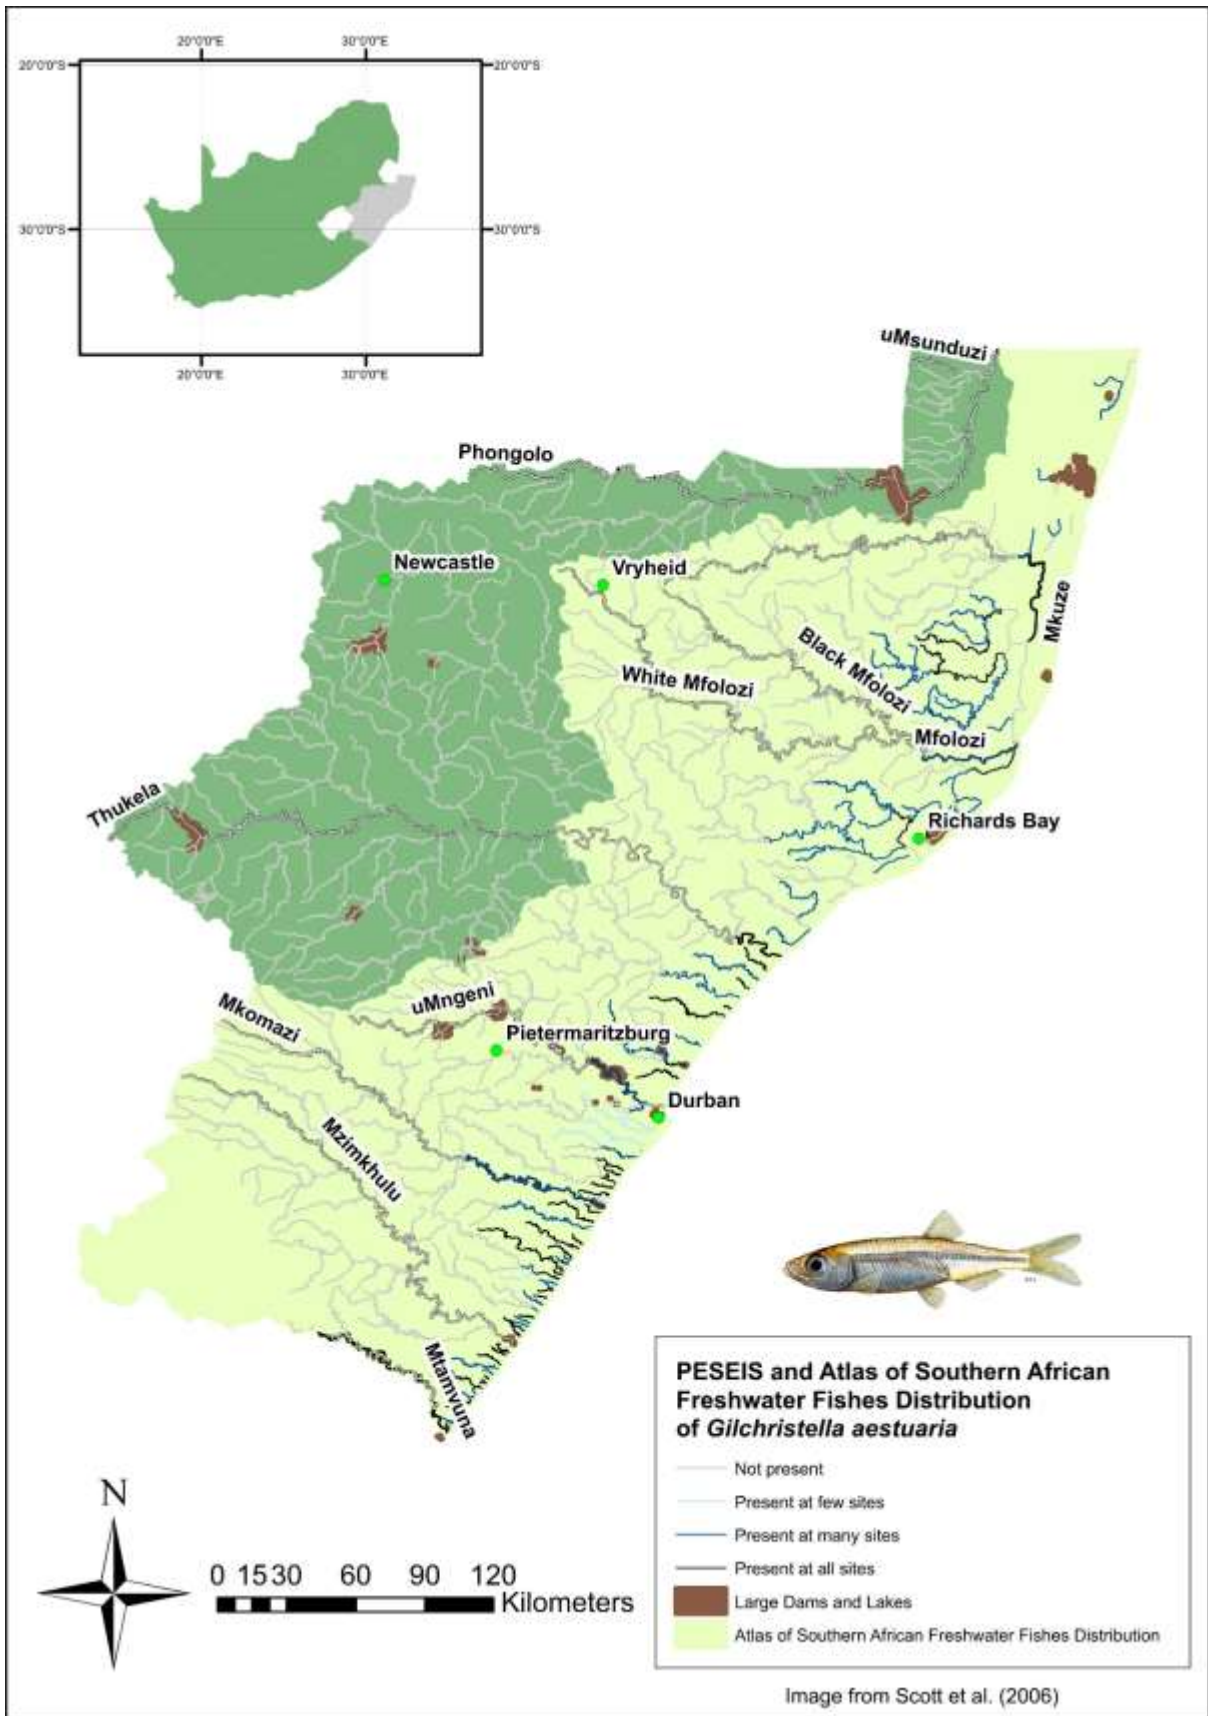 20°0'0"E 30°0'0"E
20°0'0"S 20°0'0"S
30°0'0"S 30°0'0"S
20°0'0"E 30°0'0"E
uMsunduzi
Phongolo
Newcastle
Vryheid
Mkuze
Black Mfolozi
White Mfolozi
Mfolozi
Thukela
Richards Bay
uMngeni
Mkomazi
Pietermaritzburg
Durban
Mzimkhulu
Mtamvuna
PESEIS and Atlas of Southern African
Freshwater Fishes Distribution
of Gilchristella aestuaria
Not present
Present at few sites
Present at many sites
Present at all sites
Large Dams and Lakes
Atlas of Southern African Freshwater Fishes Distribution
N
0 15 30 60 90 120
Kilometers
Image from Scott et al. (2006)